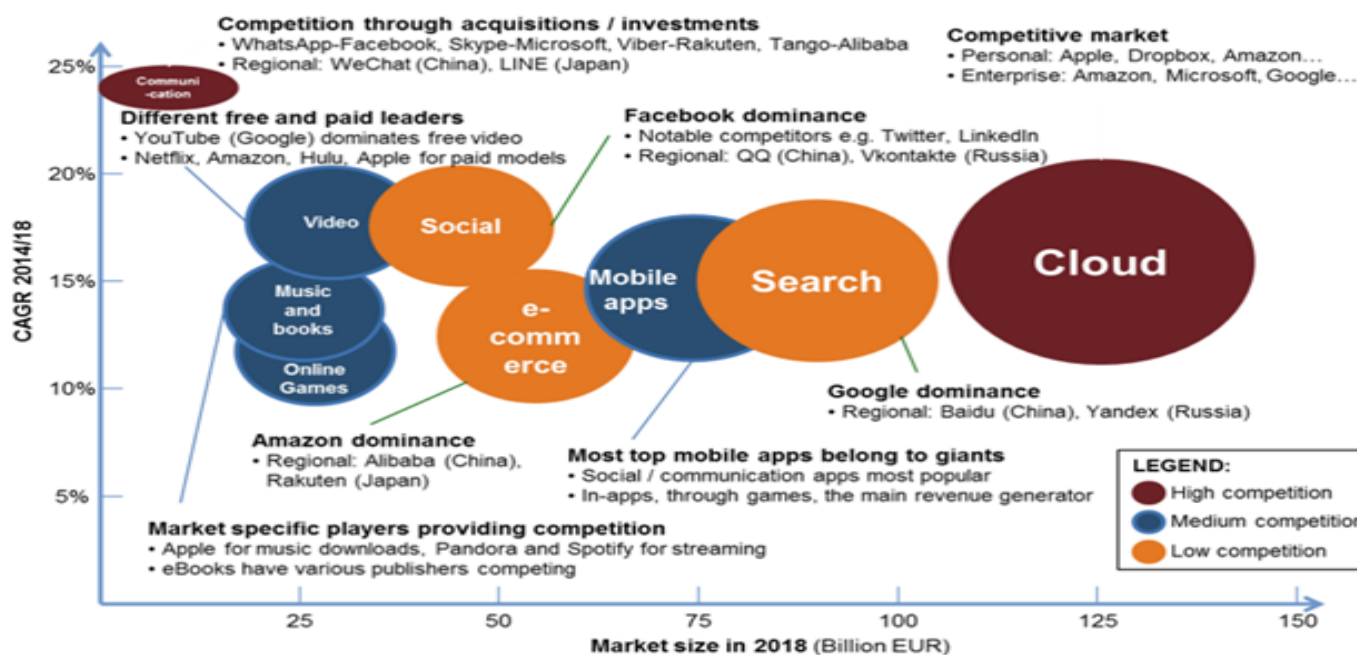 Competition through acquisitions / investments
• WhatsApp-Facebook, Skype-Microsoft, Viber-Rakuten, Tango-Alibaba
• Regional: WeChat (China), LINE (Japan)
Competitive market
• Personal: Apple, Dropbox, Amazon…
• Enterprise: Amazon, Microsoft, Google…
25%
Communi
-cation
Different free and paid leaders
• YouTube (Google) dominates free video
• Netflix, Amazon, Hulu, Apple for paid models
Facebook dominance
• Notable competitors e.g. Twitter, LinkedIn
• Regional: QQ (China), Vkontakte (Russia)
20%
Video
Social
CAGR 2014/18
15%
Music
and
books
e-
comm
erce
Mobile
apps
Search
Cloud
Online
Games
10%
Google dominance
• Regional: Baidu (China), Yandex (Russia)
Amazon dominance
• Regional: Alibaba (China),
Rakuten (Japan)
Most top mobile apps belong to giants
• Social / communication apps most popular
• In-apps, through games, the main revenue generator
5%
Market specific players providing competition
• Apple for music downloads, Pandora and Spotify for streaming
• eBooks have various publishers competing
LEGEND:
High competition
Medium competition
Low competition
25
50
75
100
125
150
Market size in 2018 (Billion EUR)